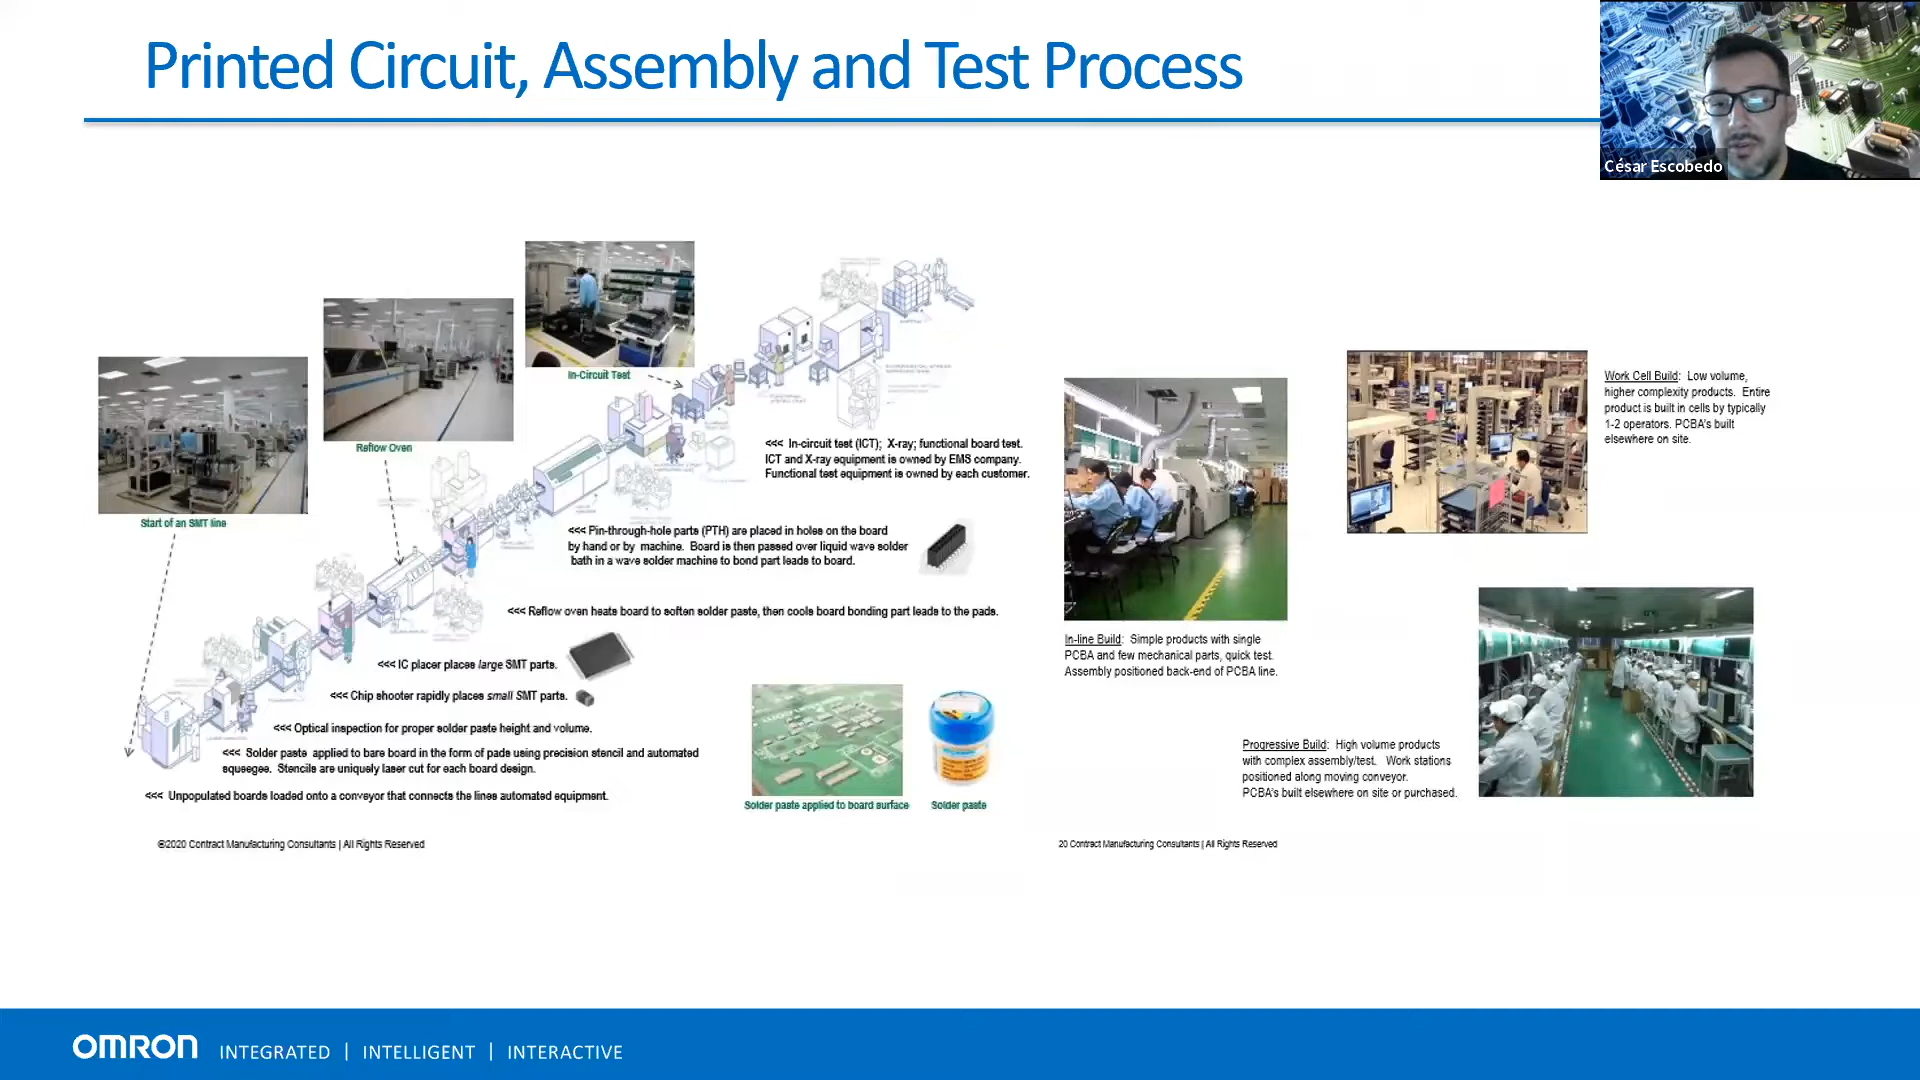 Printed Circuit, Assembly and Test Process
César Escobedo
In-Circuit Test
Reflow Oven
Start of an SMT line
<<< In-circuit test (ICT); X-ray; functional board test.
ICT and X-ray equipment is owned by EMS company.
Functional test equipment is owned by each customer.
<<< Pin-through-hole parts (PTH) are placed in holes on the board
by hand or by machine. Board is then passed over liquid wave solder
bath in a wave solder machine to bond part leads to board.
<<< Reflow oven heats board to soften solder paste, then cools board bonding part leads to the pads.
<<< IC placer places large SMT parts.
<<< Chip shooter rapidly places small SMT parts.
<<< Optical inspection for proper solder paste height and volume.
<<< Solder paste applied to bare board in the form of pads using precision stencil and automated
squeegee. Stencils are uniquely laser cut for each board design.
<<< Unpopulated boards loaded onto a conveyor that connects the lines automated equipment.
Solder paste applied to board surface
Solder paste
©2020 Contract Manufacturing Consultants | All Rights Reserved
Work Cell Build: Low volume,
higher complexity products. Entire
product is built in cells by typically
1-2 operators. PCBA's built
elsewhere on site.
In-line Build: Simple products with single
PCBA and few mechanical parts, quick test.
Assembly positioned back-end of PCBA line.
Progressive Build: High volume products
with complex assembly/test. Work stations
positioned along moving conveyor.
PCBA's built elsewhere on site or purchased.
20 Contract Manufacturing Consultants | All Rights Reserved
OMRON
INTEGRATED | INTELLIGENT | INTERACTIVE